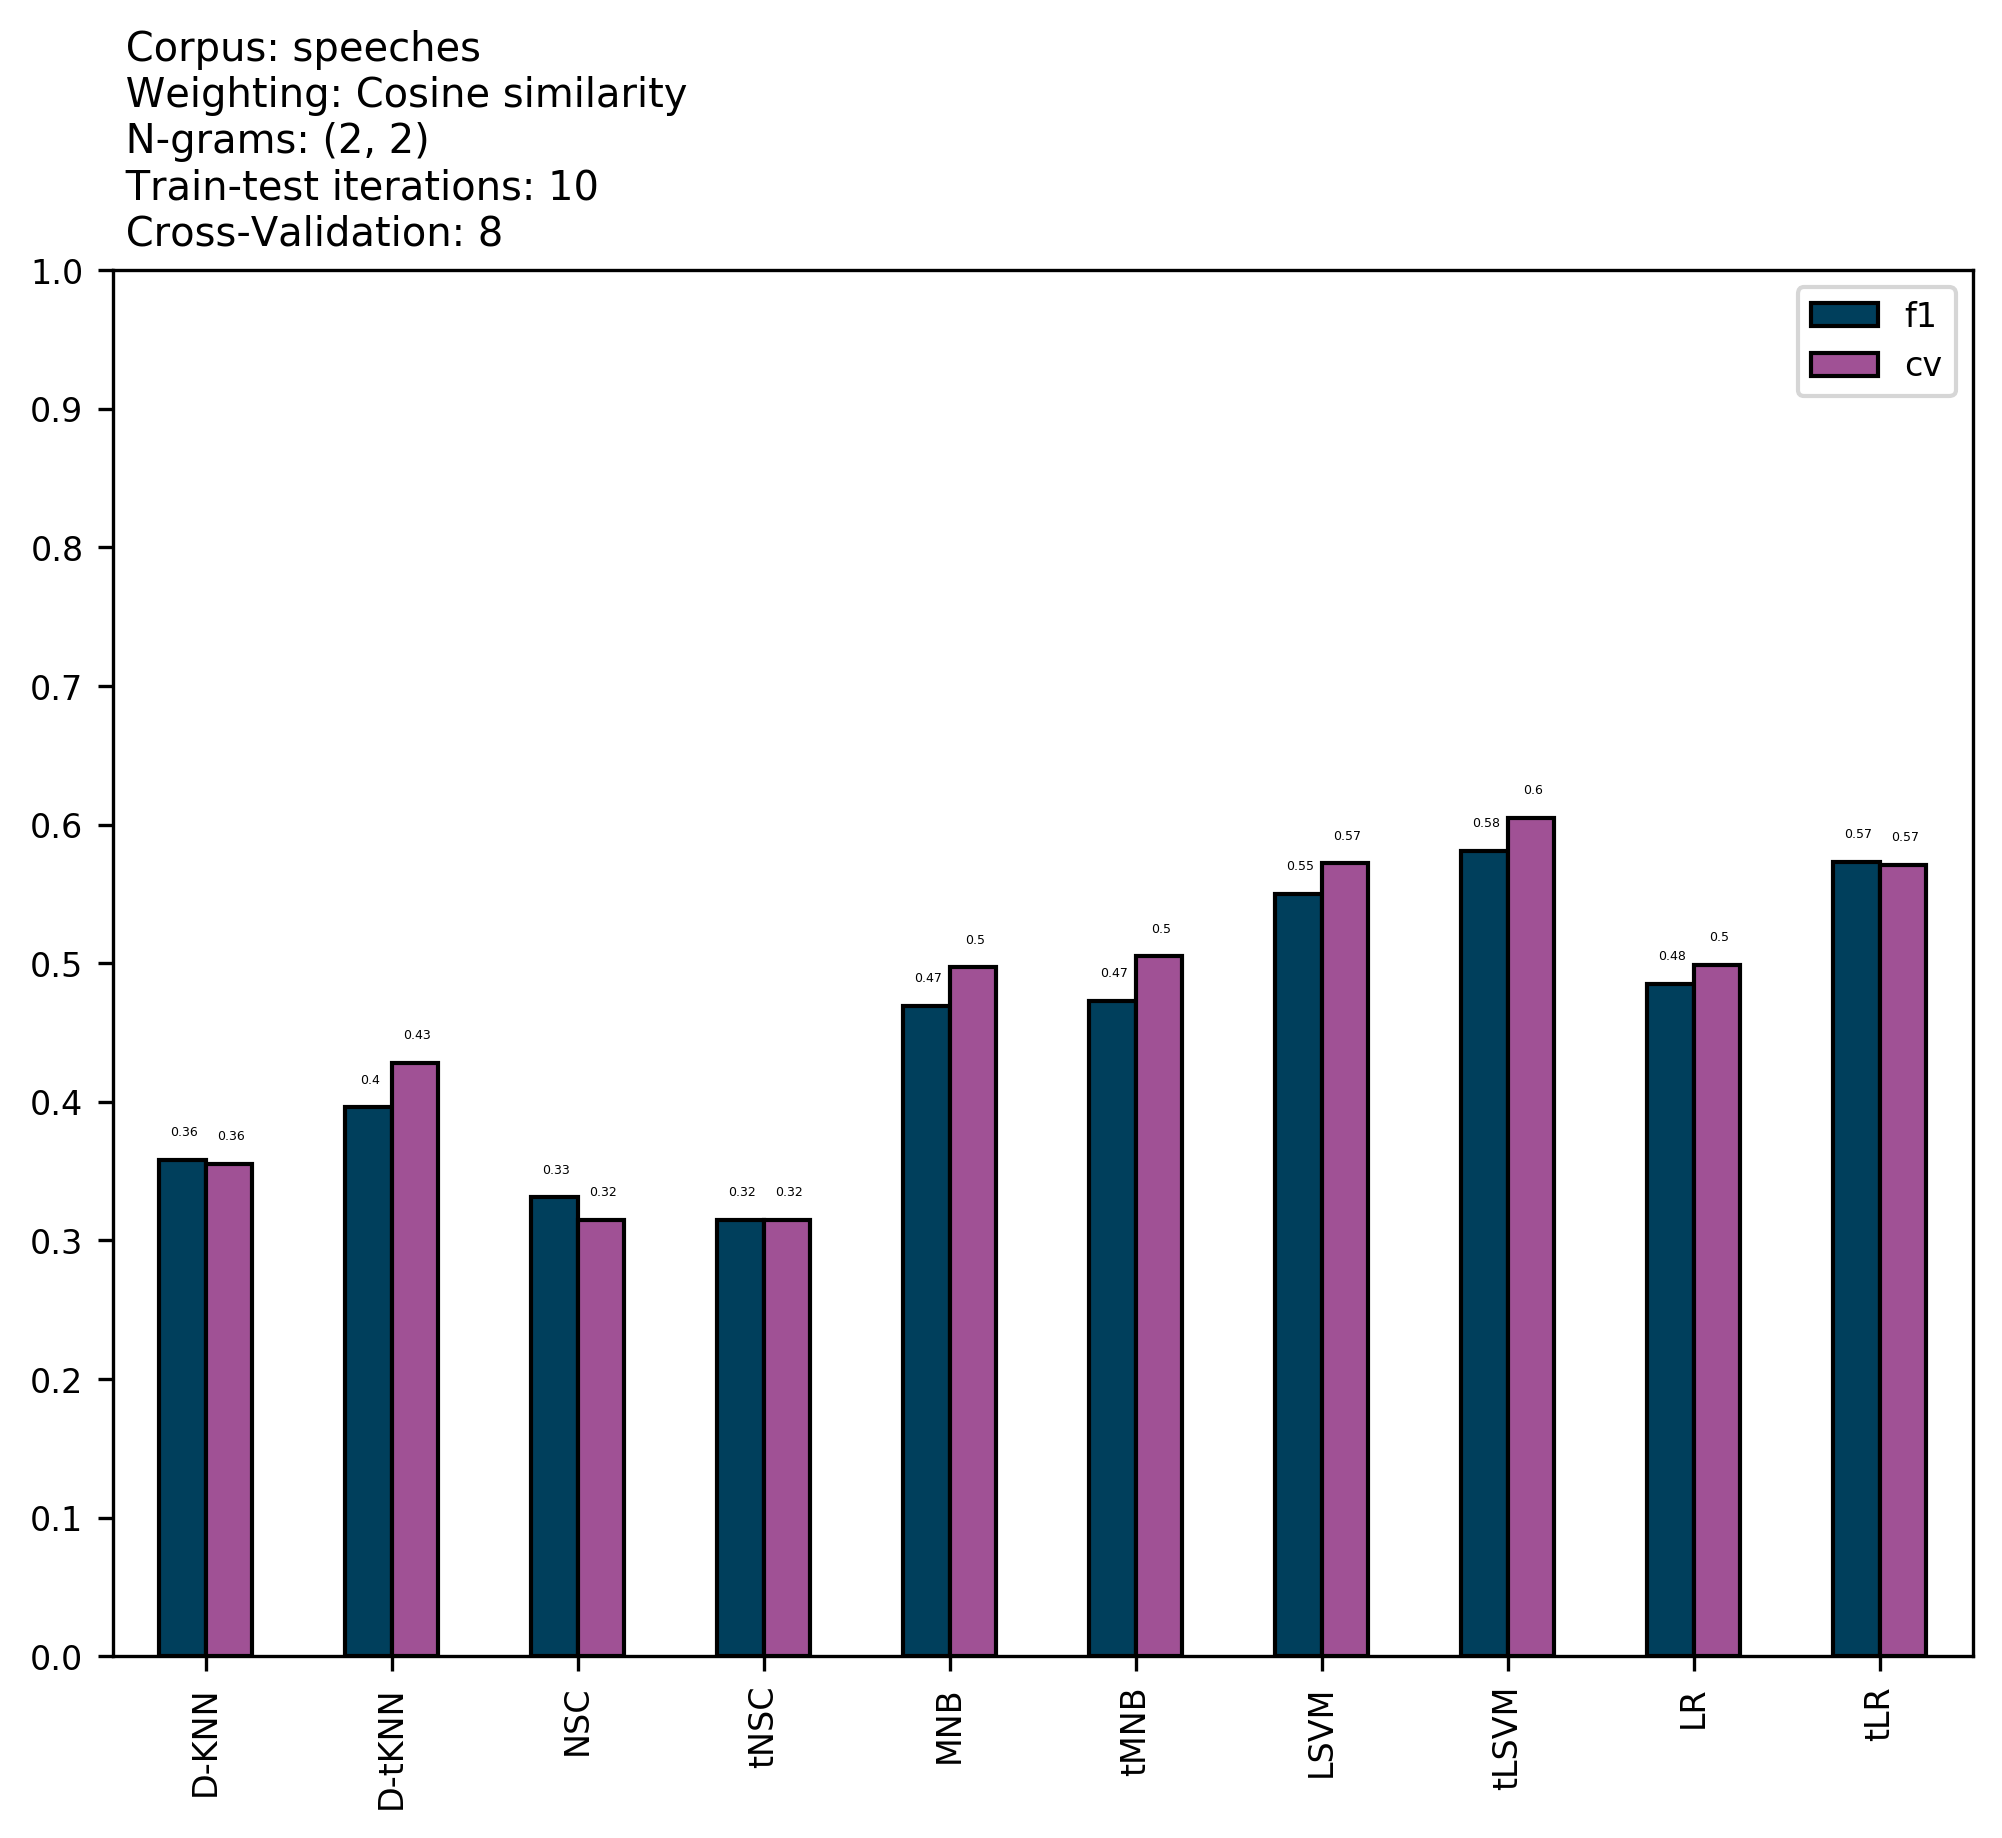 Corpus: speeches
Weighting: Cosine similarity
N-grams: (2, 2)
Train-test iterations: 10
Cross-Validation: 8
1.0
0.9
0.8
0.7
0.6
0.5
0.4
0.3
0.2
0.1
0.0
f1
cv
0.36 0.36
0.4 0.43
0.33 0.32
0.32 0.32
0.47 0.5
0.47 0.5
0.55 0.57
0.58 0.6
0.48 0.5
0.57 0.57
D-KNN
D-tKNN
NSC
tNSC
MNB
tMNB
LSVM
tLSVM
LR
tLR